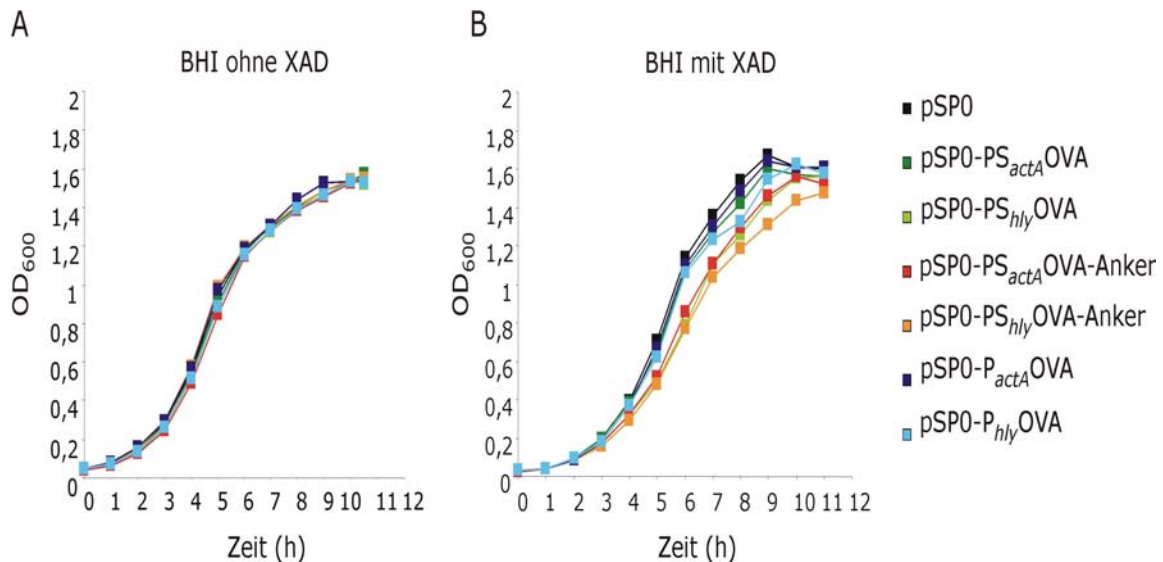 A
BHI ohne XAD
OD600
2
1,8
1,6
1,4
1,2
1
0,8
0,6
0,4
0,2
0
0 1 2 3 4 5 6 7 8 9 10 11 12
Zeit (h)
B
BHI mit XAD
OD600
2
1,8
1,6
1,4
1,2
1
0,8
0,6
0,4
0,2
0
0 1 2 3 4 5 6 7 8 9 10 11 12
Zeit (h)
pSP0
pSP0-PSactAOVA
pSP0-PShlyOVA
pSP0-PSactAOVA-Anker
pSP0-PShlyOVA-Anker
pSP0-PactAOVA
pSP0-PhlyOVA